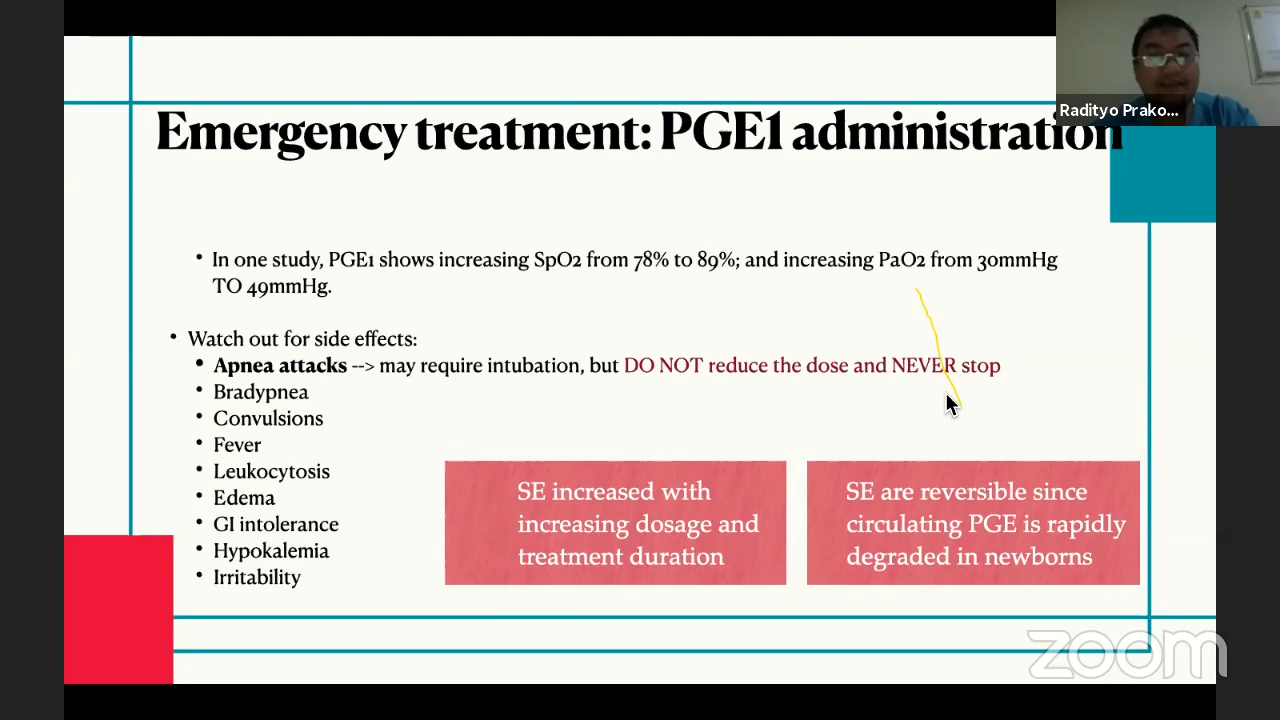 Radityo Prako...
Emergency treatment: PGE1 administration
• In one study, PGE1 shows increasing SpO2 from 78% to 89%; and increasing PaO2 from 30mmHg
TO 49mmHg.
• Watch out for side effects:
• Apnea attacks --> may require intubation, but DO NOT reduce the dose and NEVER stop
• Bradypnea
• Convulsions
• Fever
• Leukocytosis
• Edema
• GI intolerance
• Hypokalemia
• Irritability
SE increased with
increasing dosage and
treatment duration
SE are reversible since
circulating PGE is rapidly
degraded in newborns
zoom